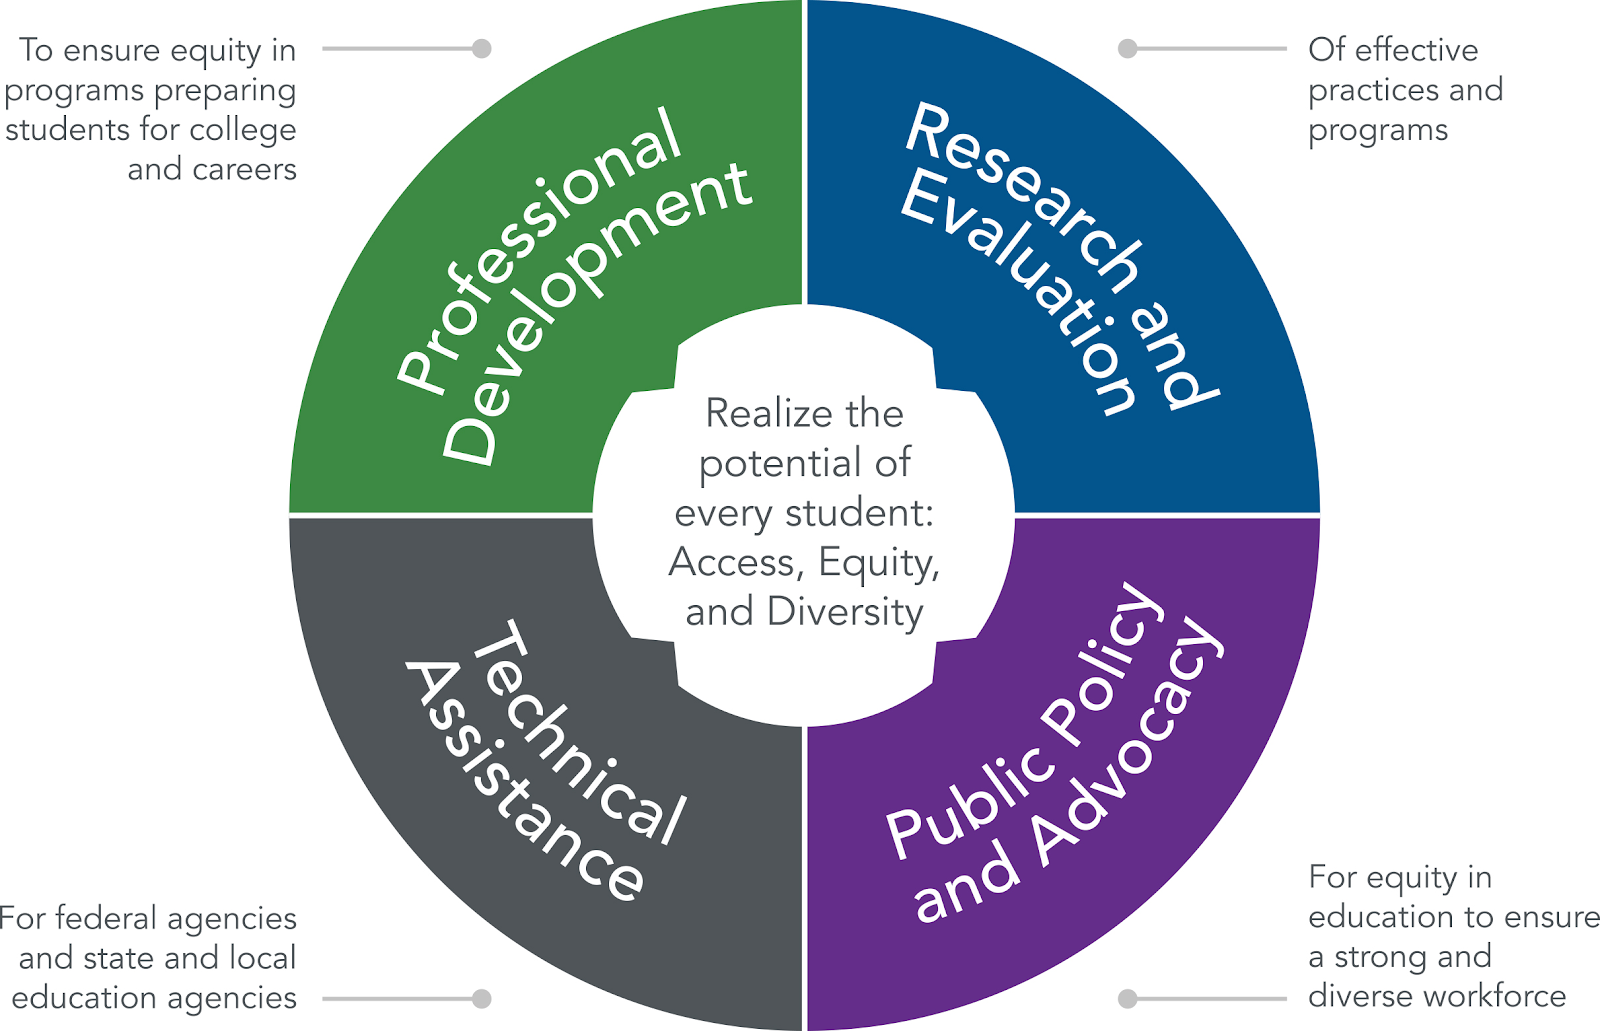 To ensure equity in
programs preparing
students for college
and careers
Professional
Development
Research and
Evaluation
Of effective
practices and
programs
Realize the
potential of
every student:
Access, Equity,
and Diversity
Technical
Assistance
For federal agencies
and state and local
education agencies
Public Policy
and Advocacy
For equity in
education to ensure
a strong and
diverse workforce